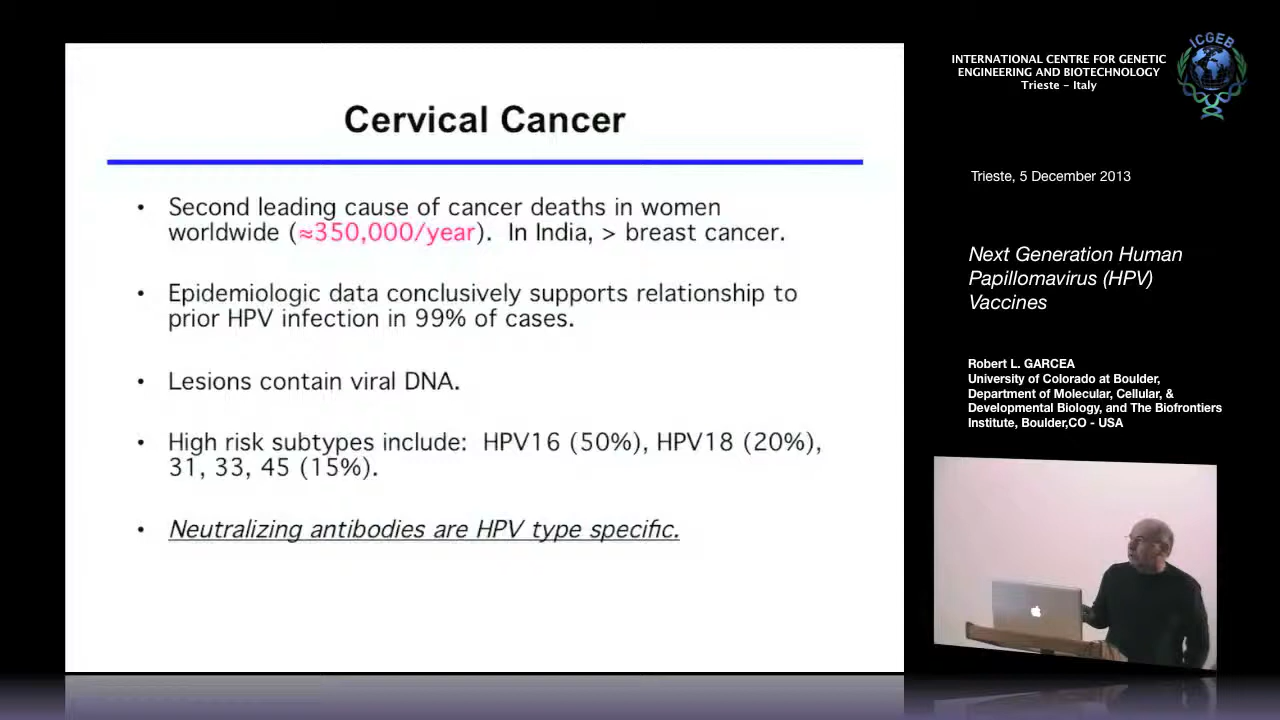 Cervical Cancer
• Second leading cause of cancer deaths in women
worldwide (≈350,000/year).  In India, > breast cancer.
• Epidemiologic data conclusively supports relationship to
prior HPV infection in 99% of cases.
• Lesions contain viral DNA.
• High risk subtypes include:  HPV16 (50%), HPV18 (20%),
31, 33, 45 (15%).
• Neutralizing antibodies are HPV type specific.
INTERNATIONAL CENTRE FOR GENETIC
ENGINEERING AND BIOTECHNOLOGY
Trieste - Italy
ICGEB
Trieste, 5 December 2013
Next Generation Human
Papillomavirus (HPV)
Vaccines
Robert L. GARCEA
University of Colorado at Boulder,
Department of Molecular, Cellular, &
Developmental Biology, and The Biofrontiers
Institute, Boulder,CO - USA